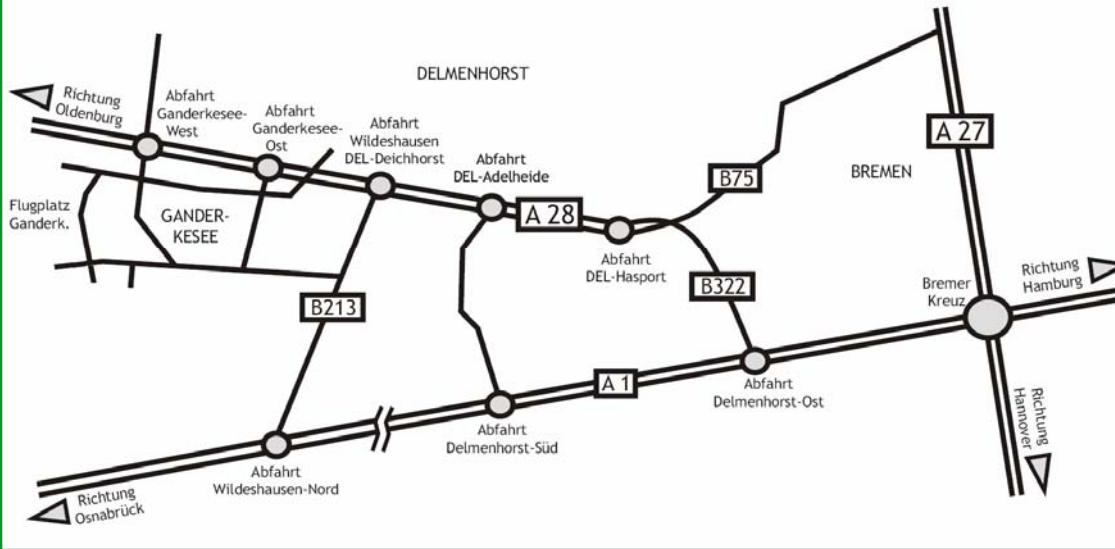 DELMENHORST
Richtung
Oldenburg
Abfahrt
Ganderkesee-
West
Abfahrt
Ganderkesee-
Ost
Abfahrt
Wildeshausen
DEL-Deichhorst
Abfahrt
DEL-Adelheide
A 28
Abfahrt
DEL-Hasport
B75
BREMEN
A 27
Flugplatz
Ganderk.
GANDER-
KESEE
B213
B322
Bremer
Kreuz
Richtung
Hamburg
A 1
Abfahrt
Delmenhorst-Ost
Abfahrt
Delmenhorst-Süd
Abfahrt
Wildeshausen-Nord
Richtung
Osnabrück
Richtung
Hannover